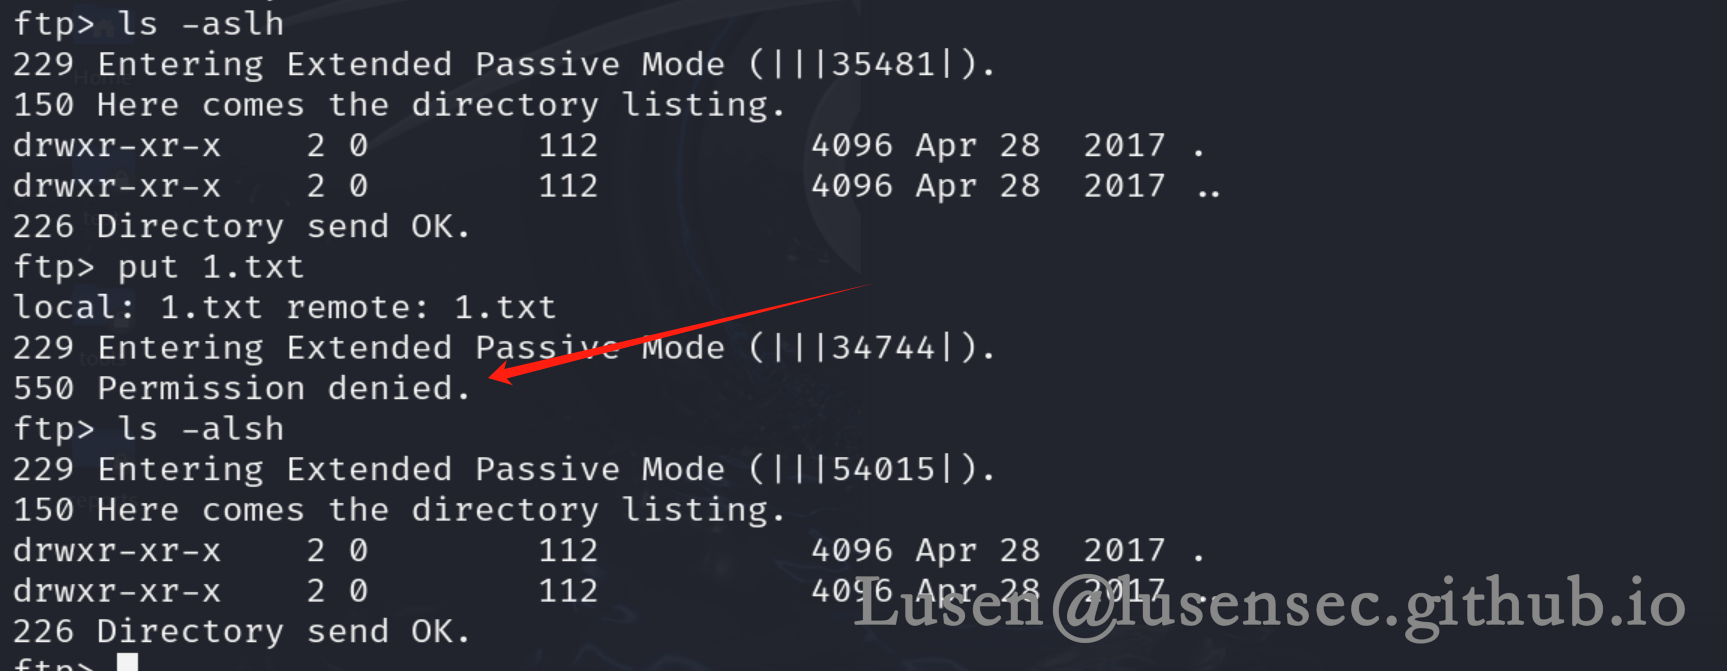 ftp> ls -aslh
229 Entering Extended Passive Mode (|||35481|).
150 Here comes the directory listing.
drwxr-xr-x    2 0        112          4096 Apr 28  2017 .
drwxr-xr-x    2 0        112          4096 Apr 28  2017 ..
226 Directory send OK.
ftp> put 1.txt
local: 1.txt remote: 1.txt
229 Entering Extended Passive Mode (|||34744|).
550 Permission denied.
ftp> ls -alsh
229 Entering Extended Passive Mode (|||54015|).
150 Here comes the directory listing.
drwxr-xr-x    2 0        112          4096 Apr 28  2017 .
drwxr-xr-x    2 0        112          4096 Apr 28  2017 ..
Lusen@lusensec.github.io
226 Directory send OK.
ftp>